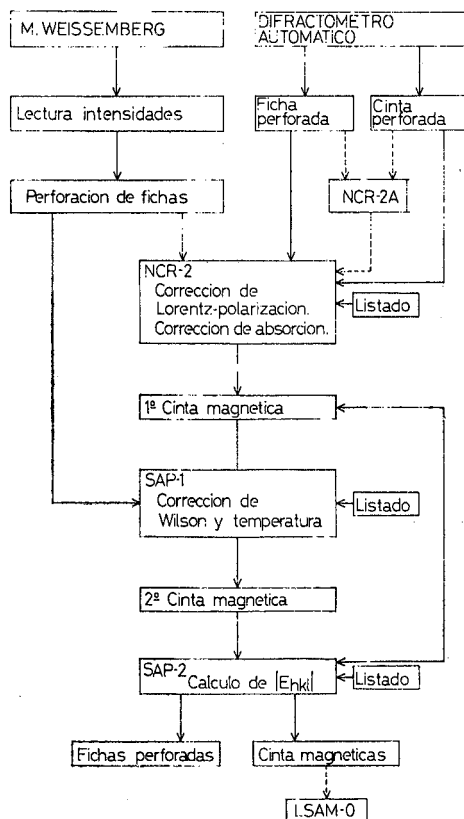 M. WEISSEMBERG
DIFRACTOMETRO
AUTOMATICO
Lectura intensidades
Ficha
perforada
Cinta
perforada
Perforacion de fichas
NCR-2A
NCR-2
Correccion de
Lorentz-polarizacion.
Correccion de absorcion.
Listado
1ª Cinta magnetica
SAP-1
Correccion de
Wilson y temperatura
Listado
2ª Cinta magnetica
SAP-2
Calculo de |Ehkl|
Listado
Fichas perforadas
Cinta magneticas
LSAM-0